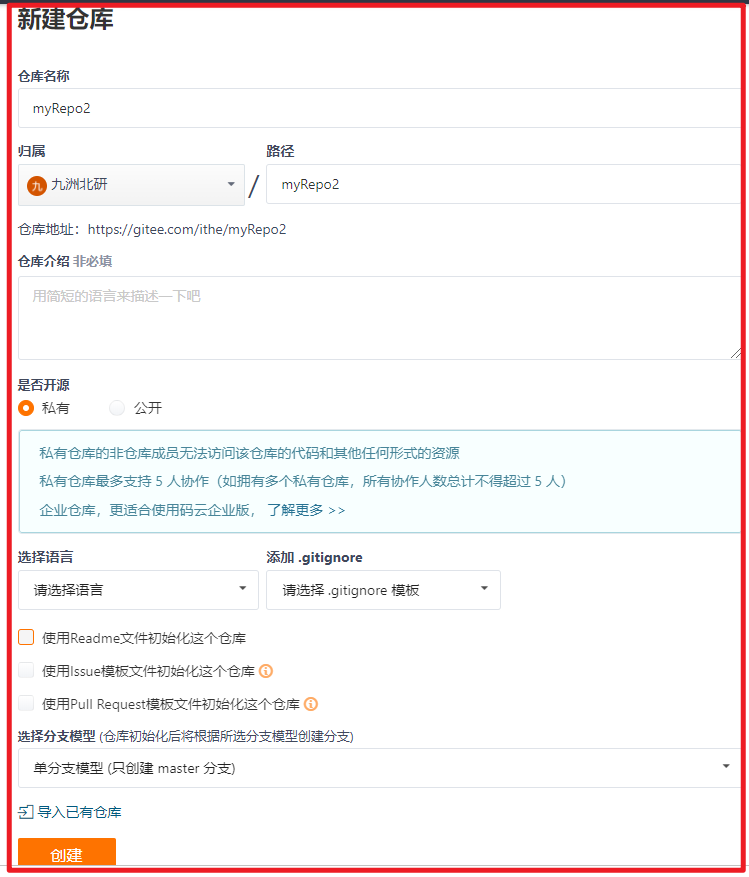 新建仓库
仓库名称
myRepo2
归属 路径
九 九洲北研 / myRepo2
仓库地址：https://gitee.com/ithe/myRepo2
仓库介绍 非必填
用简短的语言来描述一下吧
是否开源
私有 公开
私有仓库的非仓库成员无法访问该仓库的代码和其他任何形式的资源
私有仓库最多支持 5 人协作（如拥有多个私有仓库，所有协作人数总计不得超过 5 人）
企业仓库，更适合使用码云企业版， 了解更多 >>
选择语言 添加 .gitignore
请选择语言 请选择 .gitignore 模板
使用Readme文件初始化这个仓库
使用Issue模板文件初始化这个仓库
使用Pull Request模板文件初始化这个仓库
选择分支模型 (仓库初始化后将根据所选分支模型创建分支)
单分支模型 (只创建 master 分支)
导入已有仓库
创建